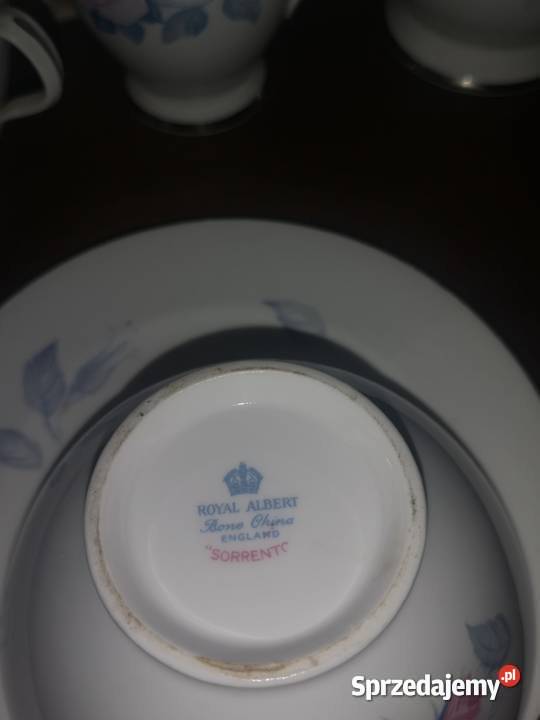 ROYAL ALBERT
Bone China
ENGLAND
"SORRENTO
Sprzedajemy.pl